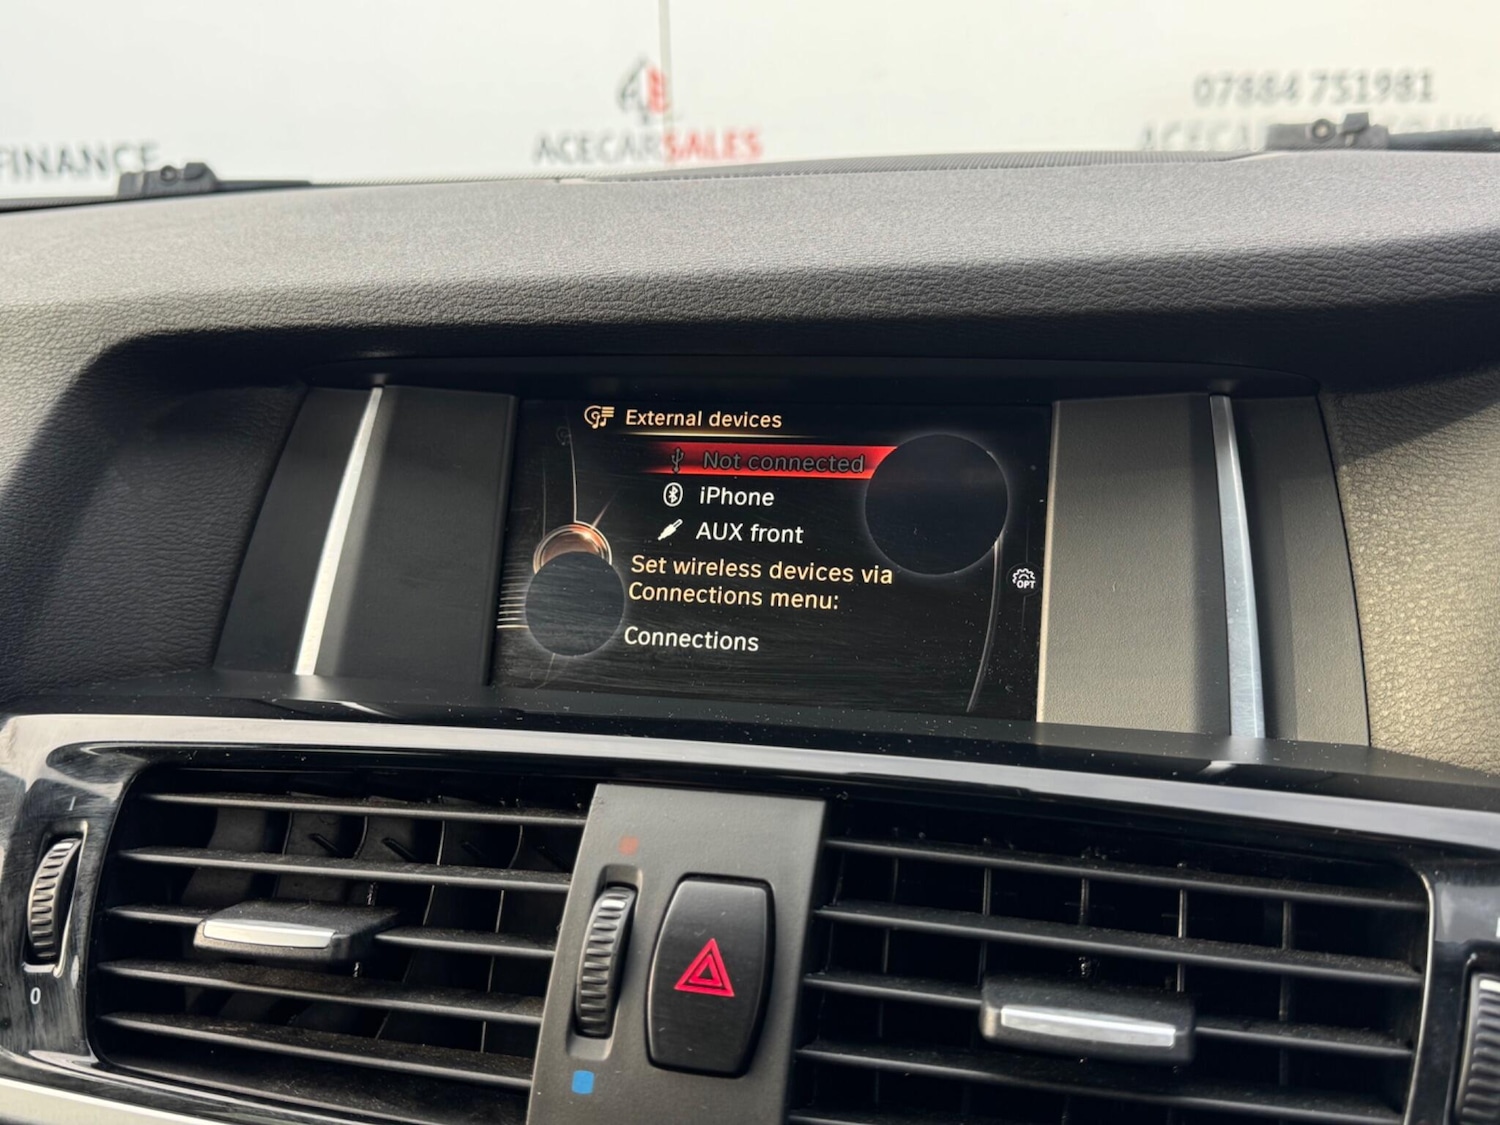 FINANCE
ACECARSALES
07884 751981
External devices
Not connected
iPhone
AUX front
Set wireless devices via
Connections menu:
Connections
OPT
0